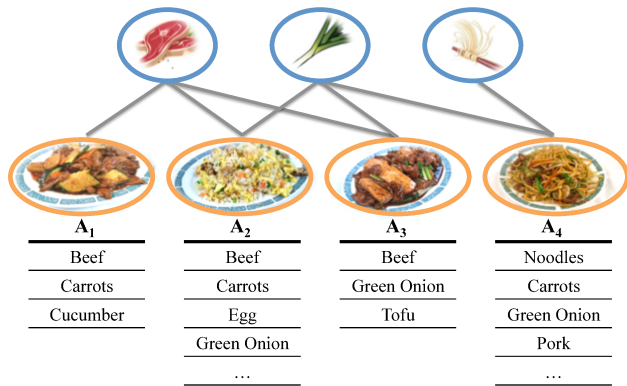 A1 A2 A3 A4
Beef Beef Beef Noodles
Carrots Carrots Green Onion Carrots
Cucumber Egg Tofu Green Onion
Green Onion Pork
… …